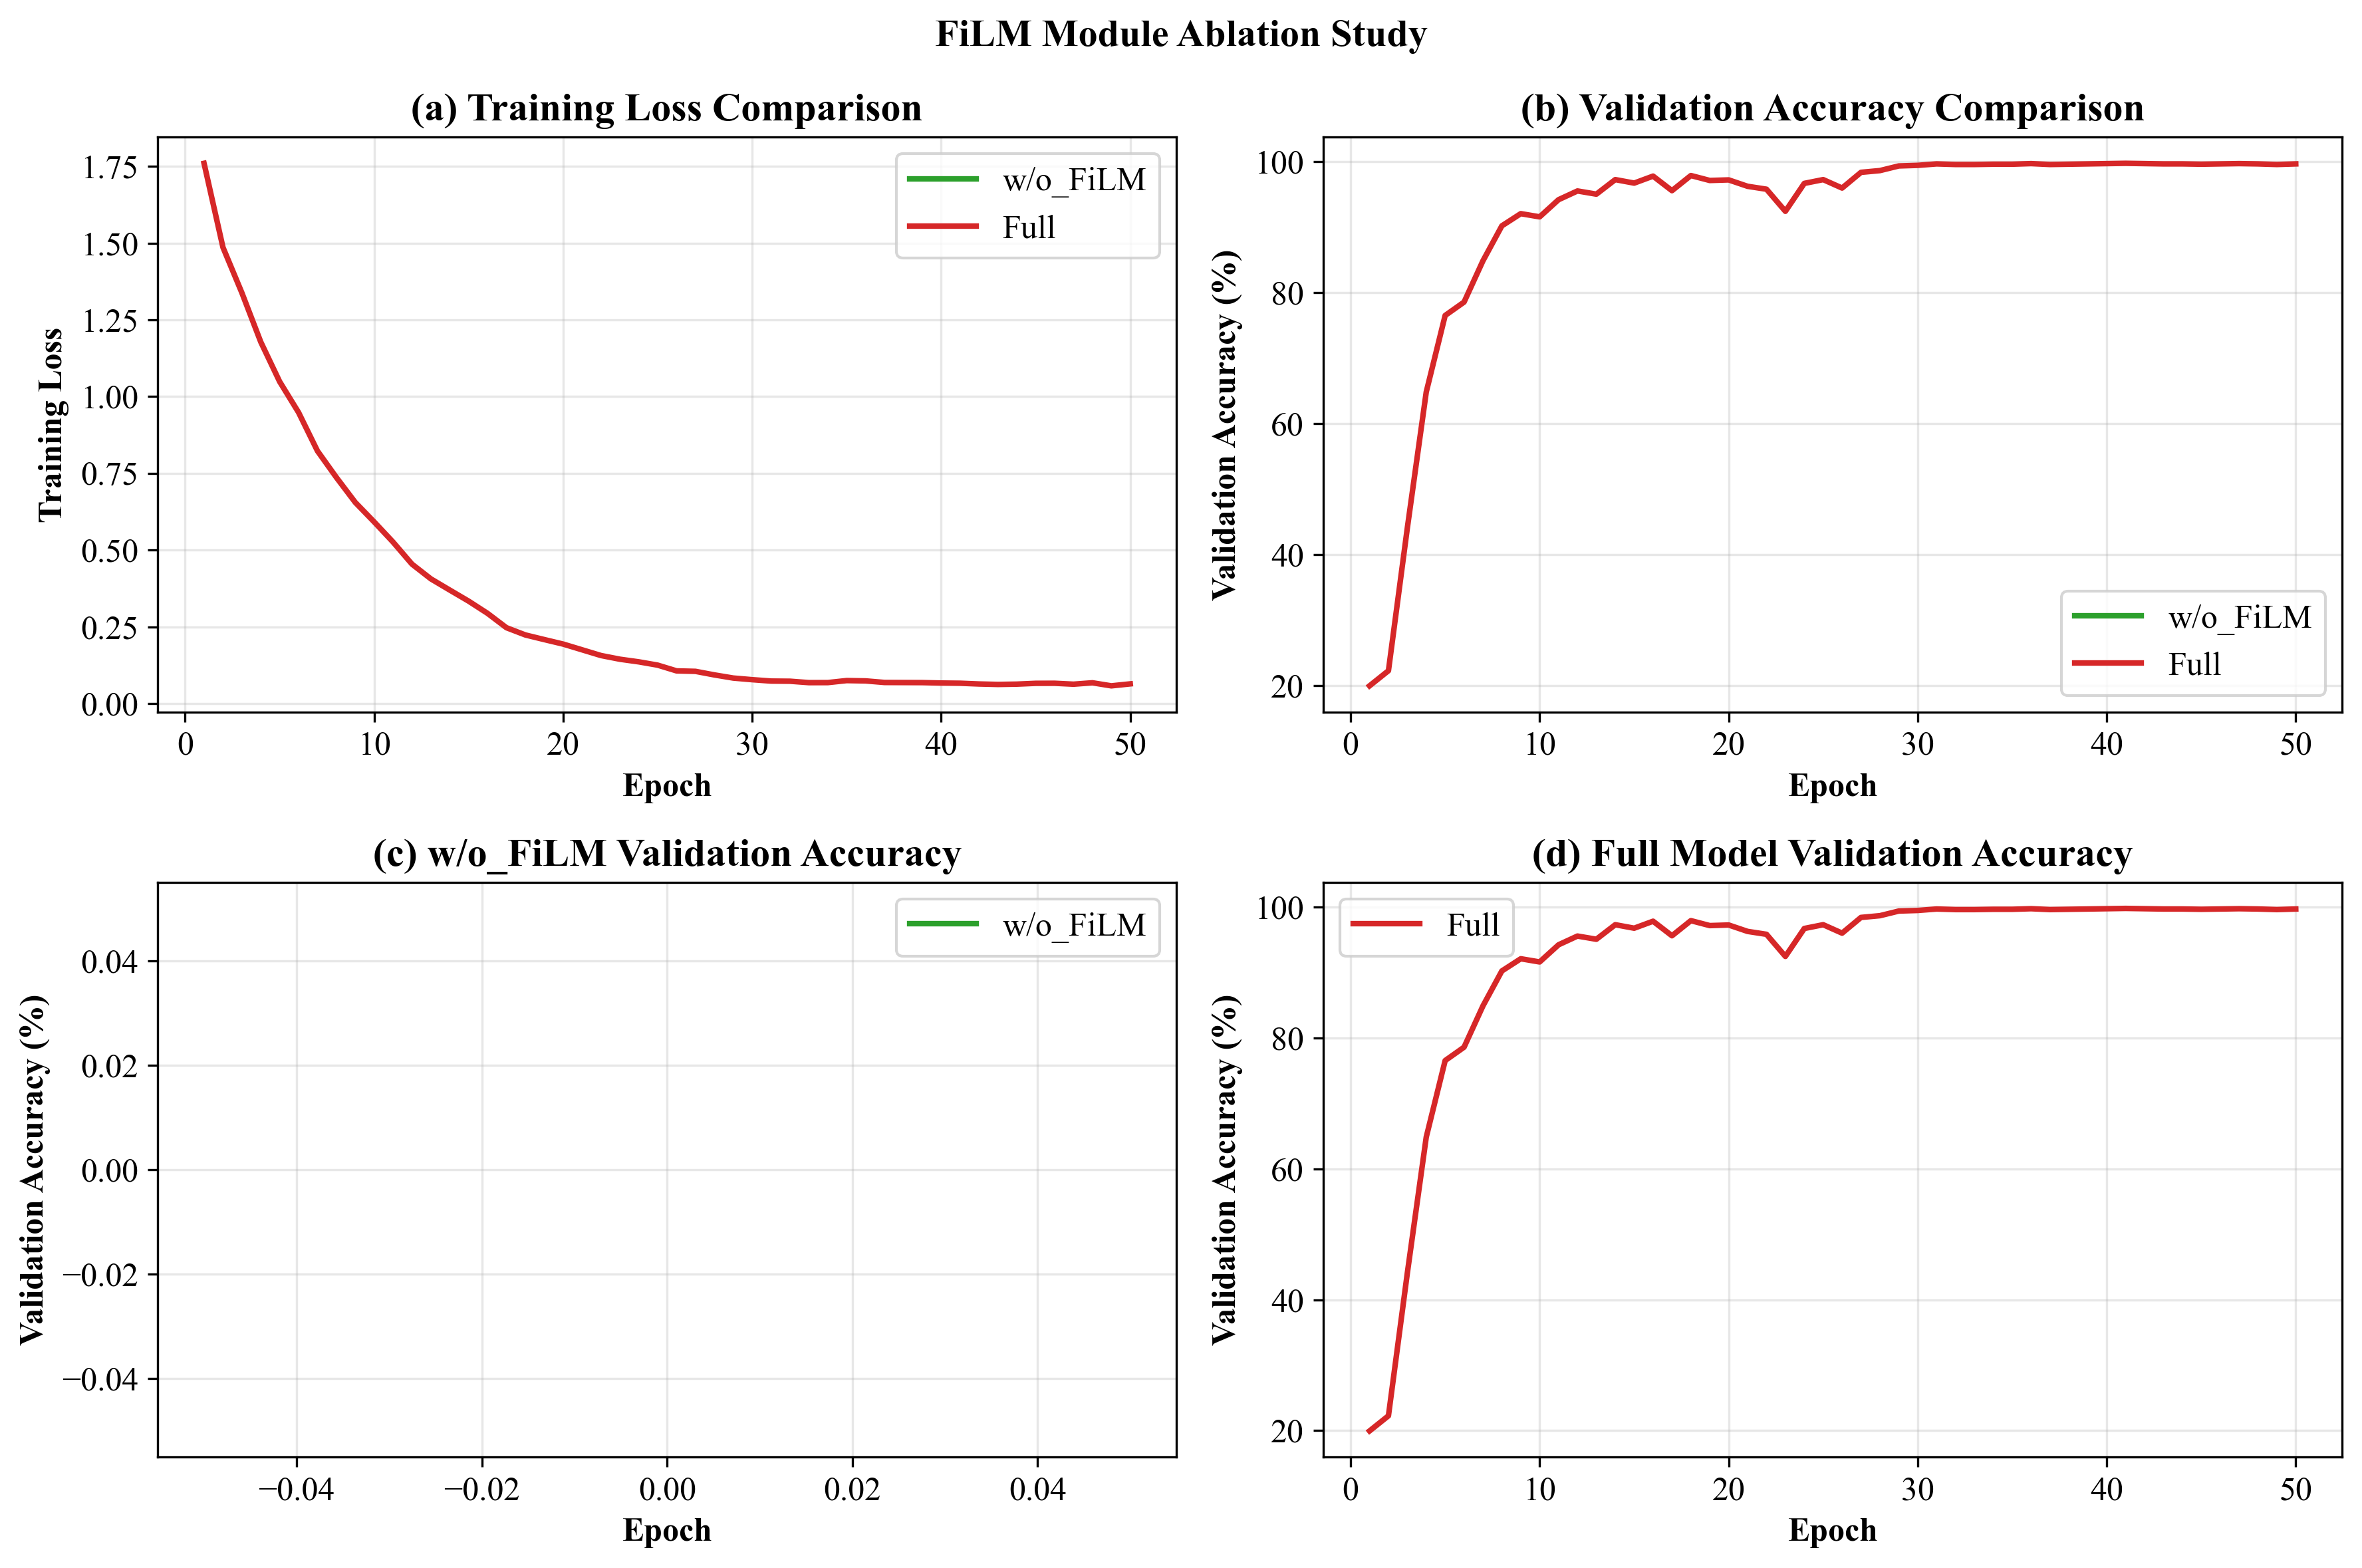 FiLM Module Ablation Study
(a) Training Loss Comparison
1.75
1.50
1.25
1.00
0.75
0.50
0.25
0.00
Training Loss
0 10 20 30 40 50
Epoch
w/o_FiLM
Full
(b) Validation Accuracy Comparison
100
80
60
40
20
Validation Accuracy (%)
0 10 20 30 40 50
Epoch
w/o_FiLM
Full
(c) w/o_FiLM Validation Accuracy
0.04
0.02
0.00
−0.02
−0.04
Validation Accuracy (%)
−0.04 −0.02 0.00 0.02 0.04
Epoch
w/o_FiLM
(d) Full Model Validation Accuracy
100
80
60
40
20
Validation Accuracy (%)
0 10 20 30 40 50
Epoch
Full